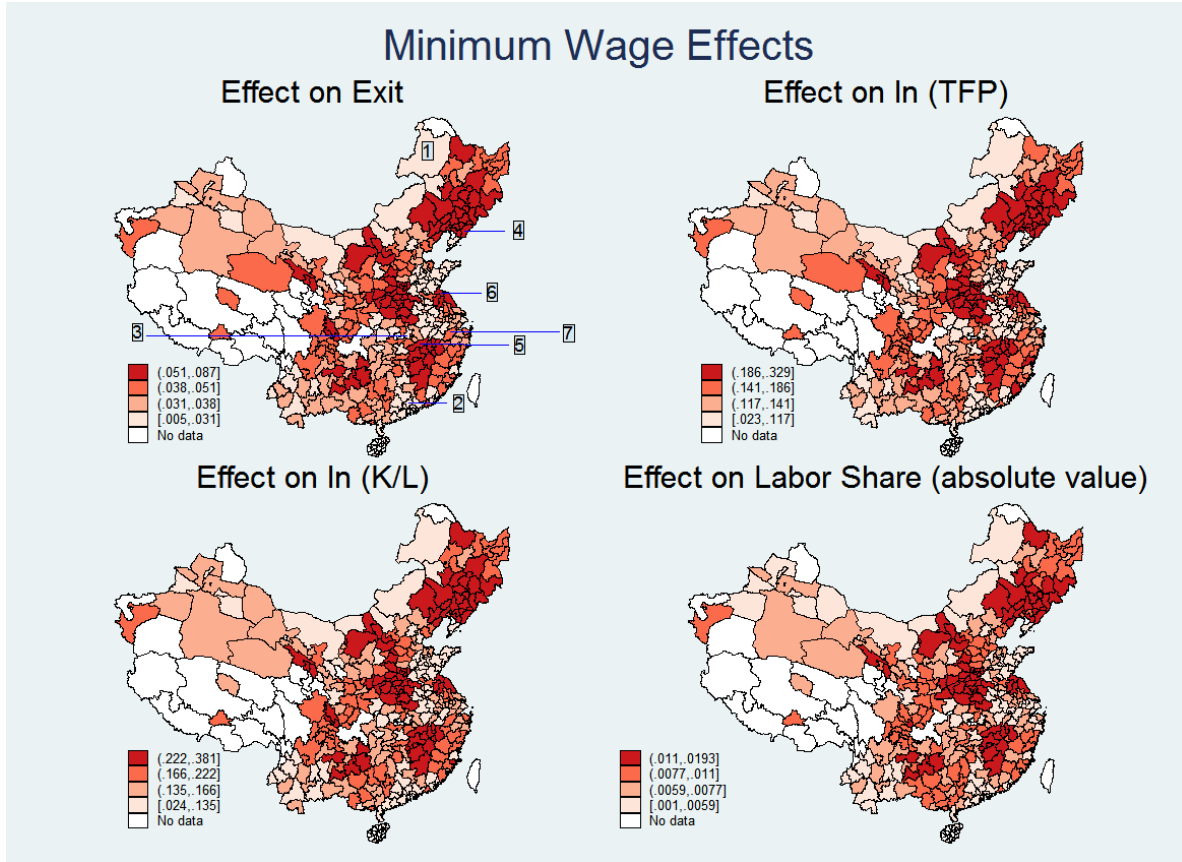 Minimum Wage Effects
Effect on Exit
Effect on ln (TFP)
1
4
6
3
7
5
2
(.051,.087]
(.038,.051]
(.031,.038]
[.005,.031]
No data
(.186,.329]
(.141,.186]
(.117,.141]
[.023,.117]
No data
Effect on ln (K/L)
Effect on Labor Share (absolute value)
(.222,.381]
(.166,.222]
(.135,.166]
[.024,.135]
No data
(.011,.0193]
(.0077,.011]
(.0059,.0077]
[.001,.0059]
No data